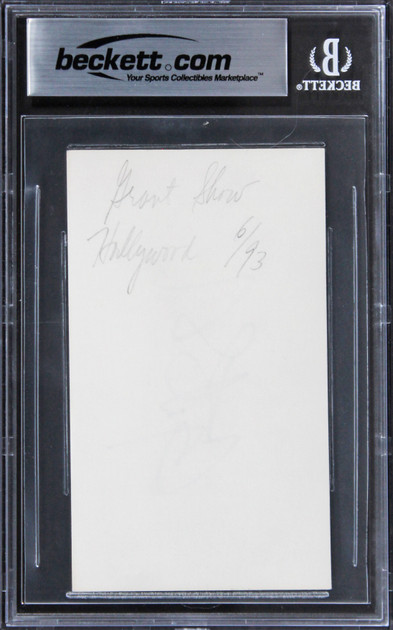 beckett.com
Your Sports Collectibles Marketplace™
BECKETT®
Grant Show
Hollywood 6/93